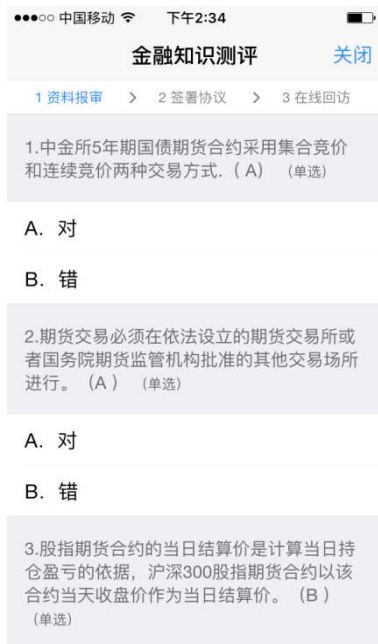 中国移动 下午2:34
金融知识测评 关闭
1 资料报审 > 2 签署协议 > 3 在线回访
1.中金所5年期国债期货合约采用集合竞价
和连续竞价两种交易方式.（ A） （单选）
A. 对
B. 错
2.期货交易必须在依法设立的期货交易所或
者国务院期货监管机构批准的其他交易场所
进行。（A ） （单选）
A. 对
B. 错
3.股指期货合约的当日结算价是计算当日持
仓盈亏的依据，沪深300股指期货合约以该
合约当天收盘价作为当日结算价。（B ）
（单选）